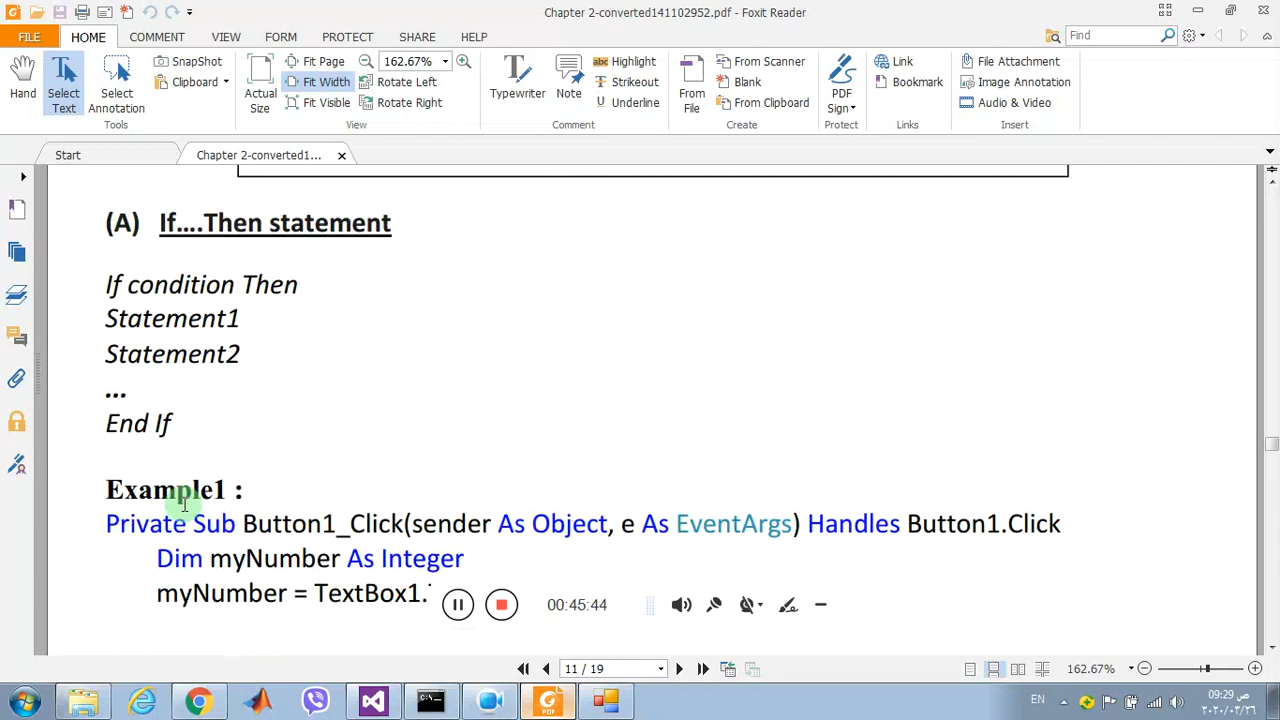 Chapter 2-converted141102952.pdf - Foxit Reader
FILE HOME COMMENT VIEW FORM PROTECT SHARE HELP Find
Hand
Select Text
Select Annotation
SnapShot
Clipboard
Tools
Actual Size
Fit Page
Fit Width
Fit Visible
162.67%
Rotate Left
Rotate Right
View
Typewriter
Note
Highlight
Strikeout
Underline
Comment
From File
From Scanner
Blank
From Clipboard
Create
PDF Sign
Protect
Link
Bookmark
Links
File Attachment
Image Annotation
Audio & Video
Insert
Start
Chapter 2-converted1...
(A) If....Then statement
If condition Then
Statement1
Statement2
...
End If
Example1 :
Private Sub Button1_Click(sender As Object, e As EventArgs) Handles Button1.Click
Dim myNumber As Integer
myNumber = TextBox1.
00:45:44
11 / 19
162.67%
EN
09:29 ص
٢٠٢٠/٠٣/٢٦